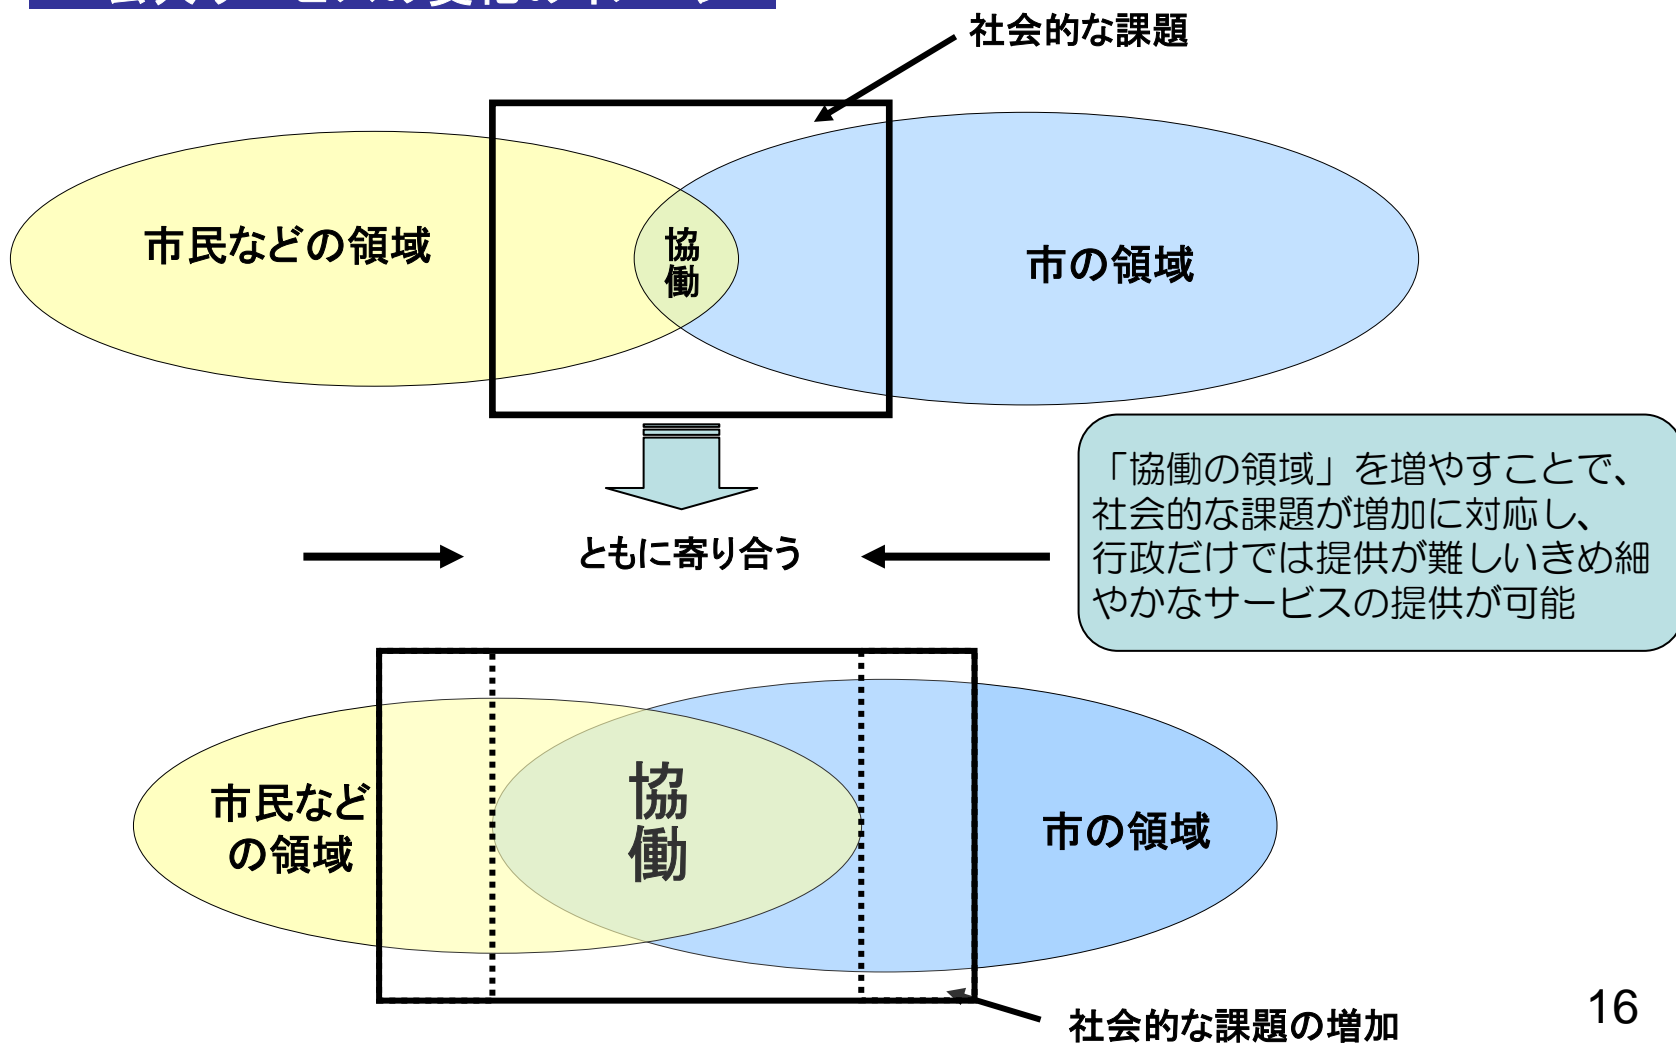 社会的な課題
市民などの領域
協
働
市の領域
「協働の領域」を増やすことで、
社会的な課題が増加に対応し、
行政だけでは提供が難しいきめ細
やかなサービスの提供が可能
ともに寄り合う
市民など
の領域
協
働
市の領域
社会的な課題の増加
16